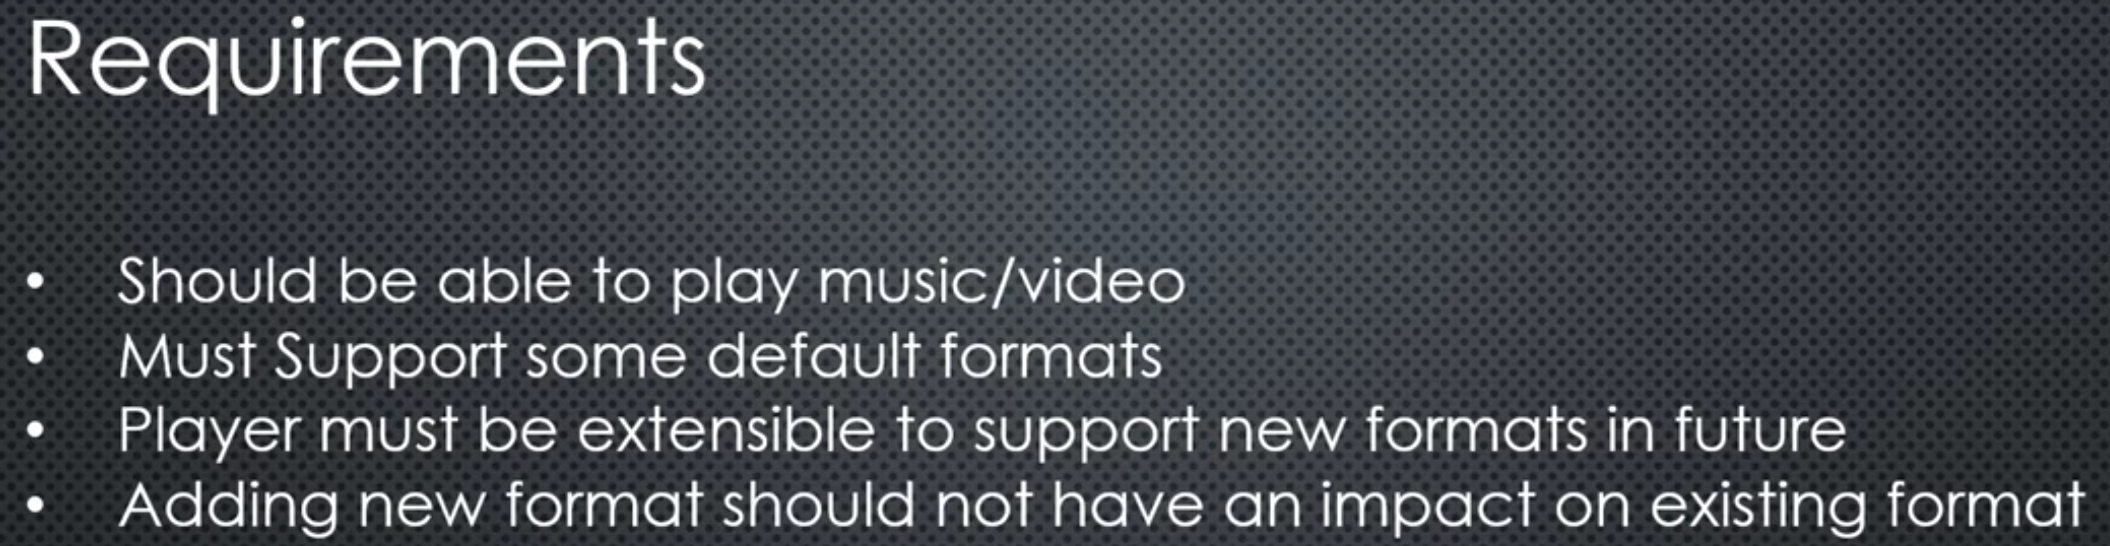 Requirements
• Should be able to play music/video
• Must Support some default formats
• Player must be extensible to support new formats in future
• Adding new format should not have an impact on existing format